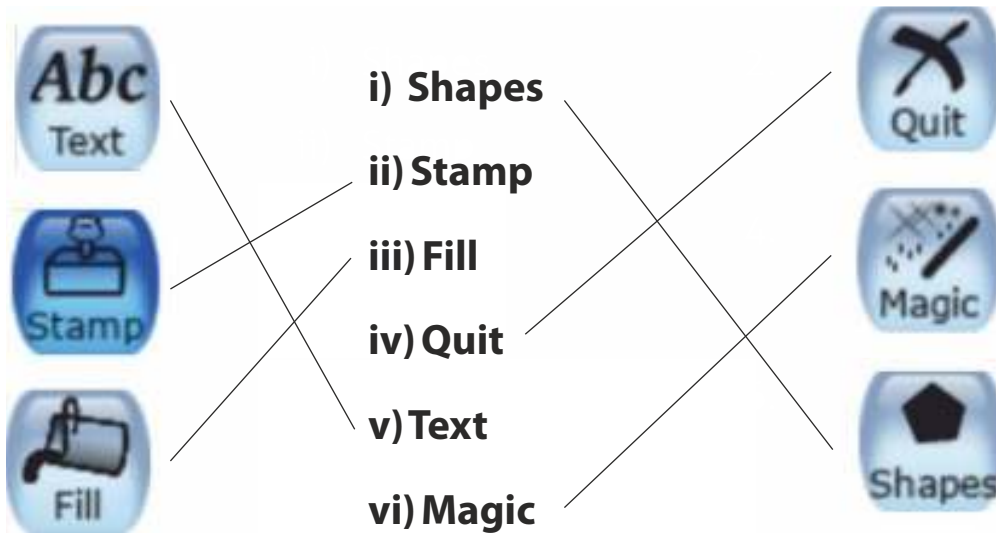 Abc
Text
Stamp
Fill
i) Shapes
ii) Stamp
iii) Fill
iv) Quit
v) Text
vi) Magic
Quit
Magic
Shapes